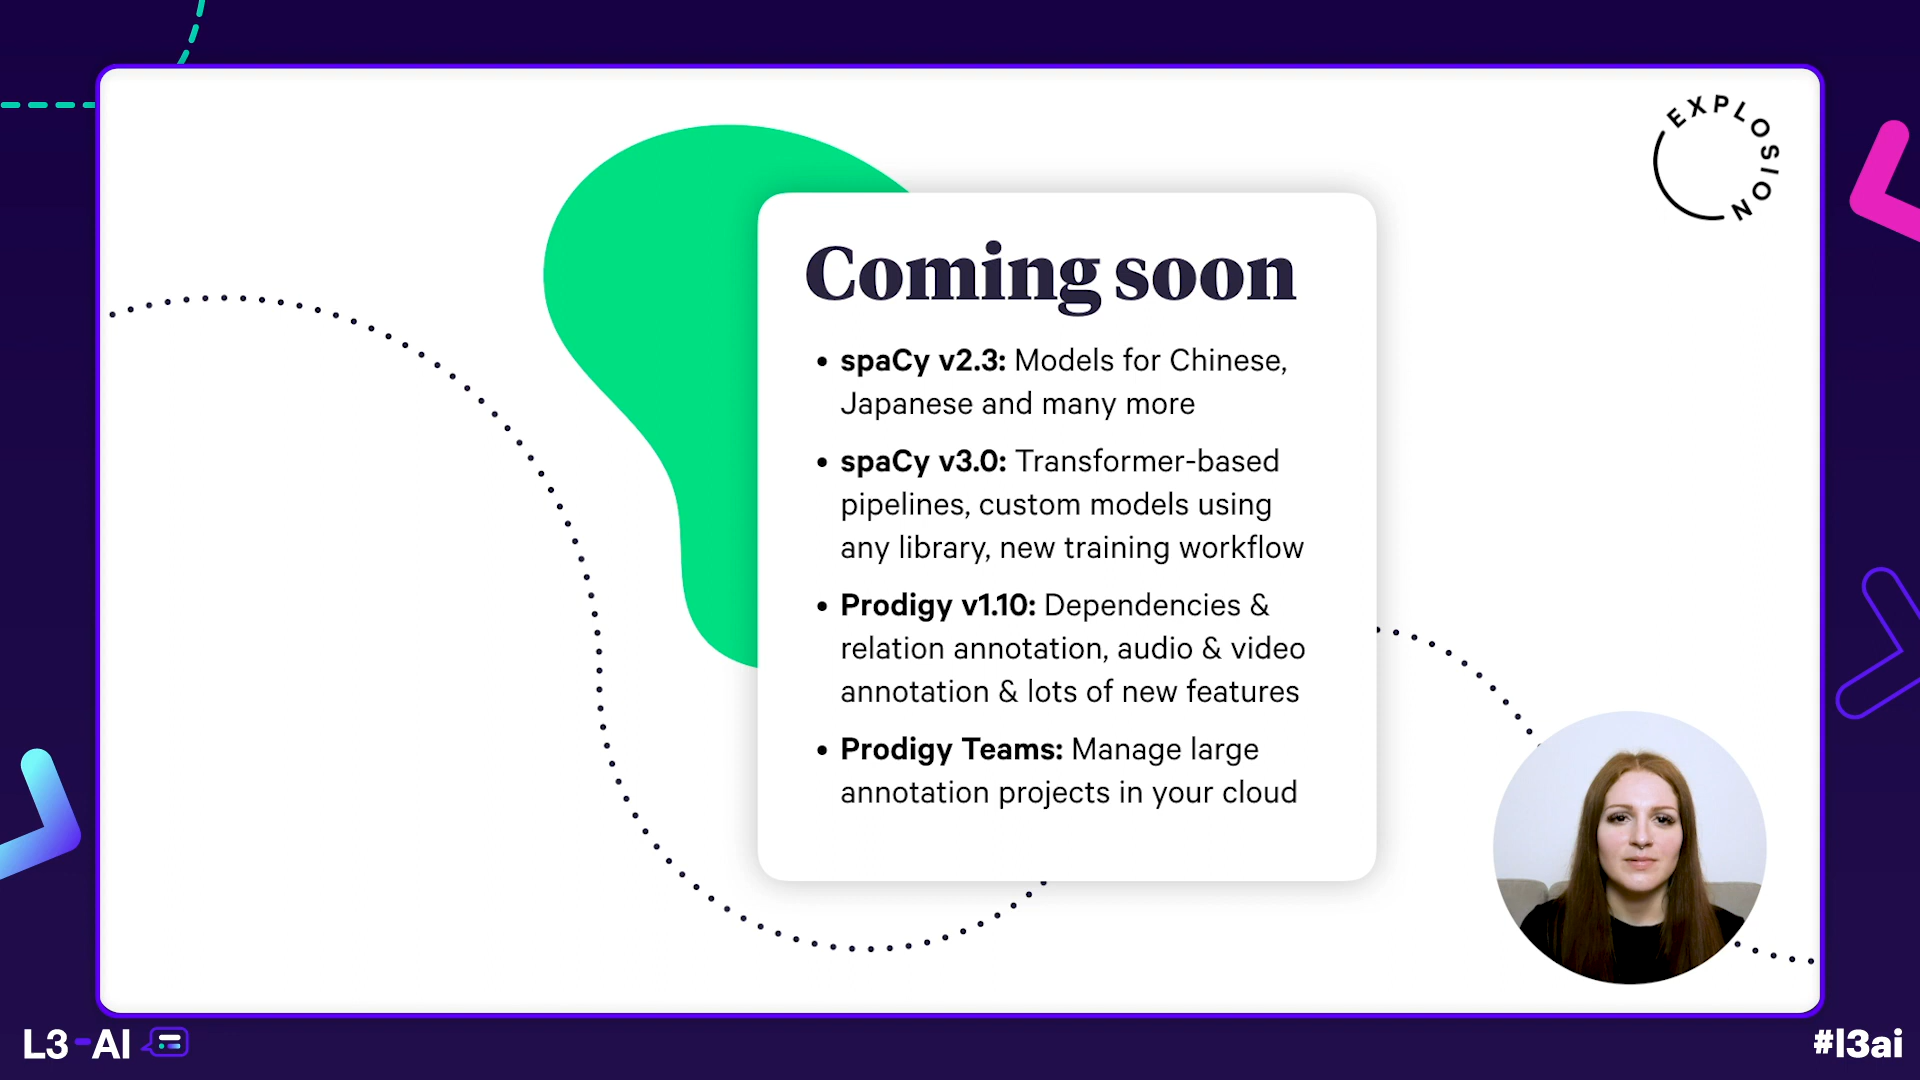 EXPLOSION
Coming soon
• spaCy v2.3: Models for Chinese,
Japanese and many more
• spaCy v3.0: Transformer-based
pipelines, custom models using
any library, new training workflow
• Prodigy v1.10: Dependencies &
relation annotation, audio & video
annotation & lots of new features
• Prodigy Teams: Manage large
annotation projects in your cloud
L3-AI
#l3ai